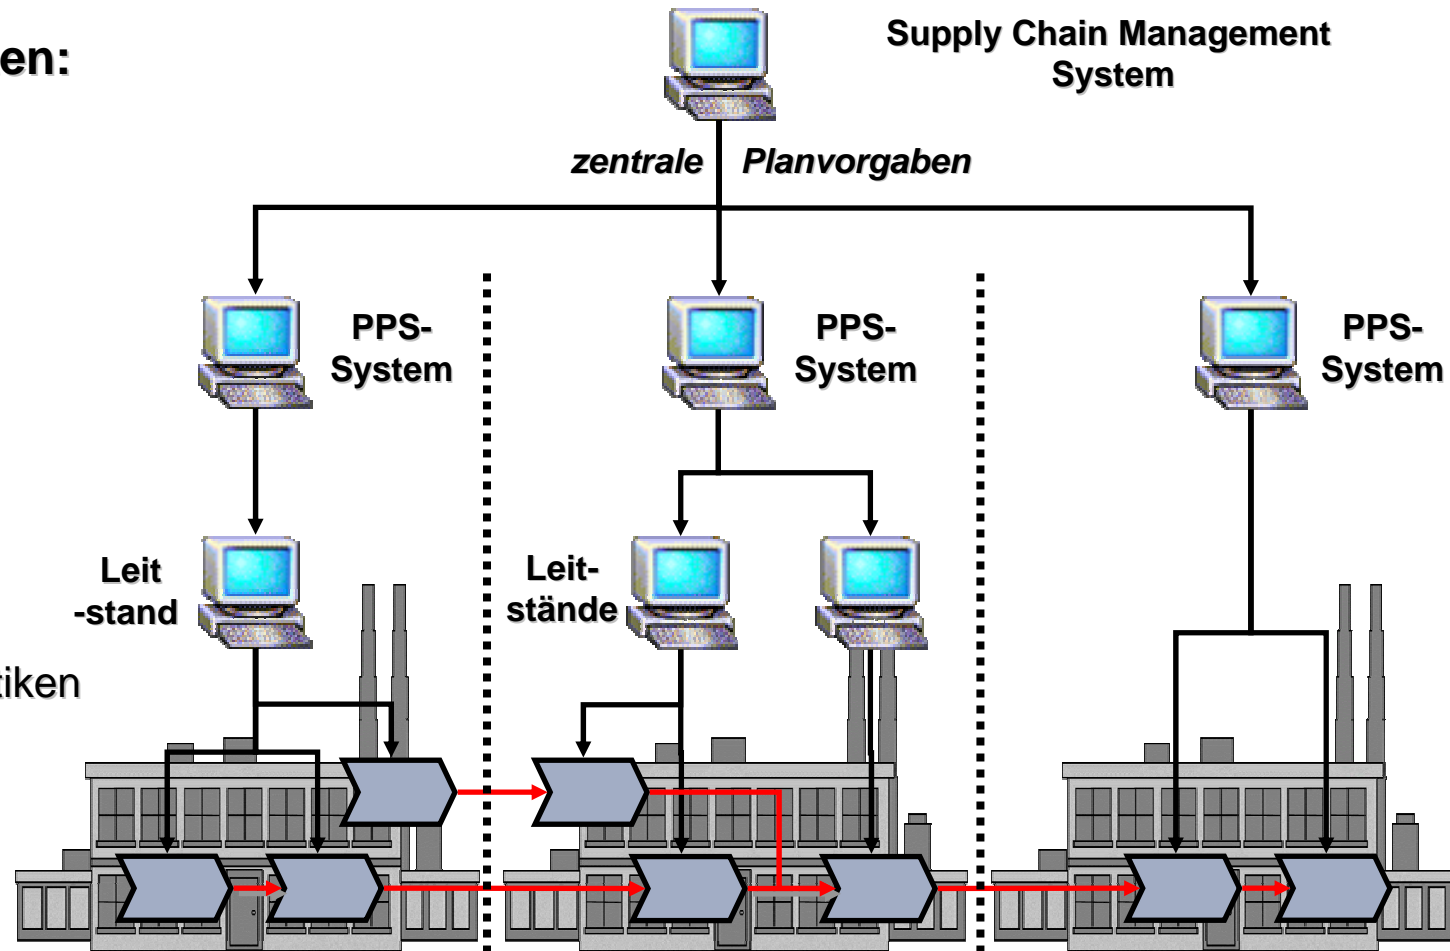 en:
Supply Chain Management
System
zentrale Planvorgaben
PPS-
System
PPS-
System
PPS-
System
Leit
-stand
Leit-
stände
tiken